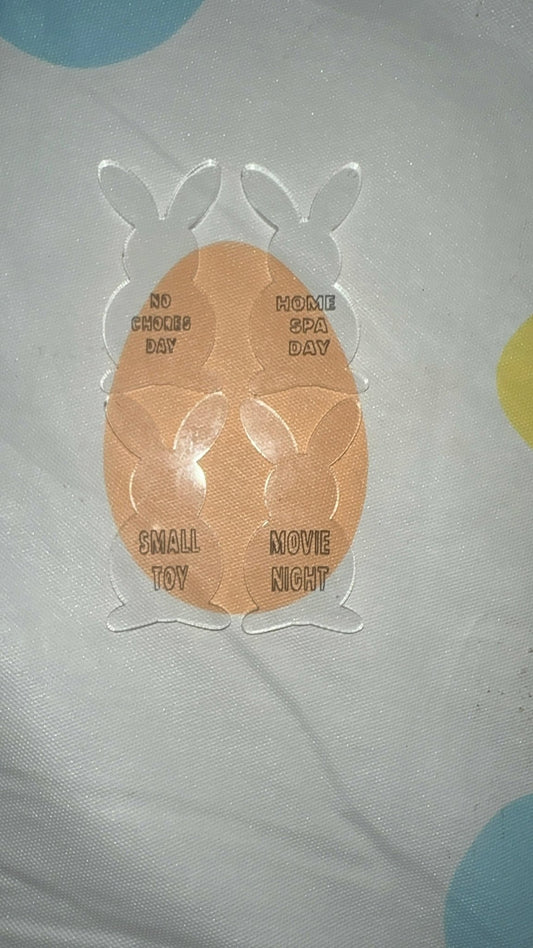 NO
CHORES
DAY
HOME
SPA
DAY
SMALL
TOY
MOVIE
NIGHT